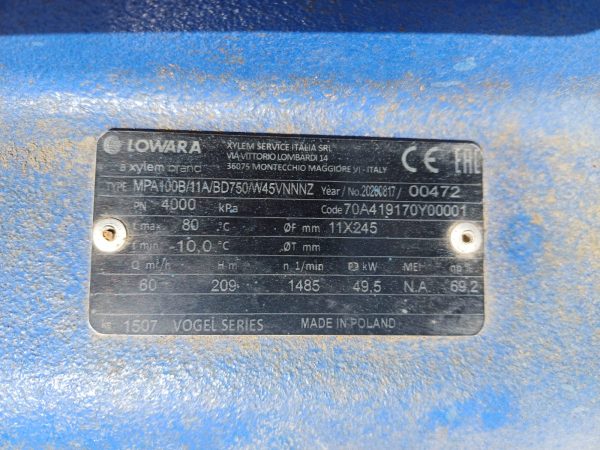 LOWARA
a xylem brand
XYLEM SERVICE ITALIA SRL
VIA VITTORIO LOMBARDI 14
36075 MONTECCHIO MAGGIORE VI - ITALY
CE EAC
TYPE MPA100B/11A/BD750/W45VNNNZ Year / No. / 00472
PN 4000 kPa Code 70A419170Y00001
t max 80 °C ØF mm 11X245
t min -10,0 °C ØT mm
Q m³/h H m n 1/min P2 kW MEI
60 209 1485 49,5 N.A. 69.2
kg 1507 VOGEL SERIES MADE IN POLAND